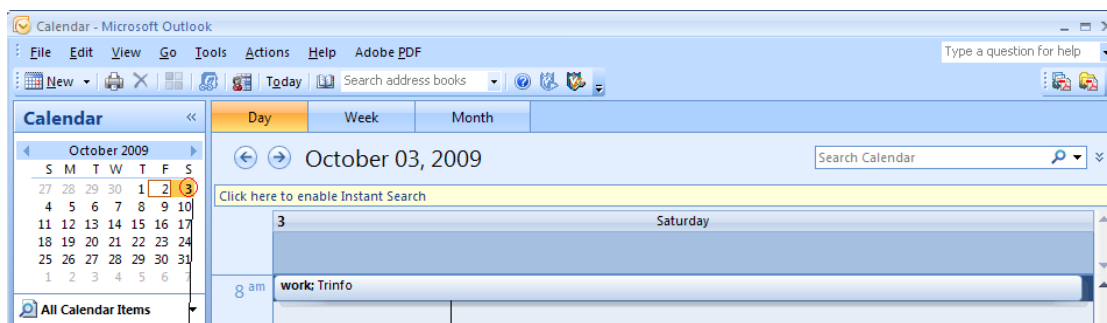 Calendar - Microsoft Outlook
File Edit View Go Tools Actions Help Adobe PDF Type a question for help
New Today Search address books
Calendar « Day Week Month
October 2009
October 03, 2009 Search Calendar
S M T W T F S
27 28 29 30 1 2 3
Click here to enable Instant Search
4 5 6 7 8 9 10
11 12 13 14 15 16 17
3 Saturday
18 19 20 21 22 23 24
25 26 27 28 29 30 31
1 2 3 4 5 6 7
8 am work; Trinfo
All Calendar Items